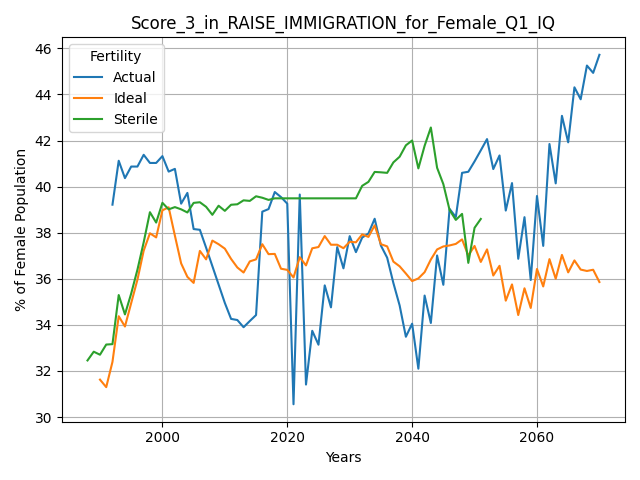 Score_3_in_RAISE_IMMIGRATION_for_Female_Q1_IQ
Fertility
Actual
Ideal
Sterile
% of Female Population
46
44
42
40
38
36
34
32
30
2000
2020
2040
2060
Years